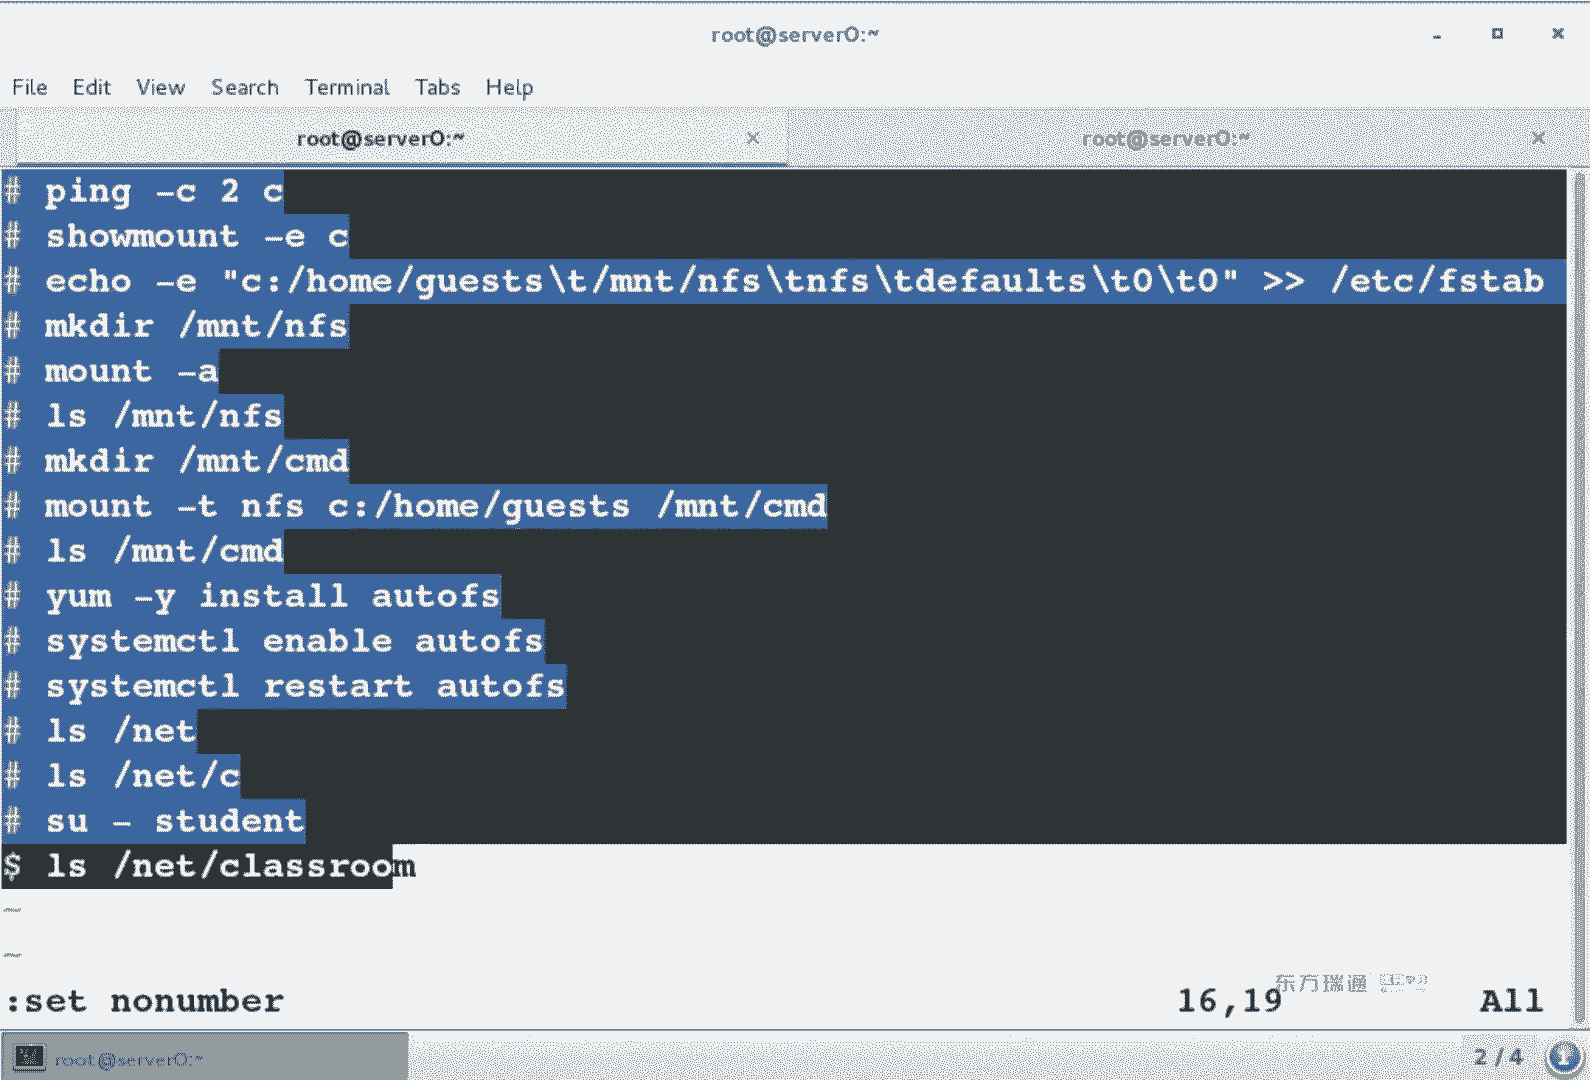 root@server0:~
File Edit View Search Terminal Tabs Help
root@server0:~ root@server0:~
# ping -c 2 c
# showmount -e c
# echo -e "c:/home/guests\t/mnt/nfs\tnfs\tdefaults\t0\t0" >> /etc/fstab
# mkdir /mnt/nfs
# mount -a
# ls /mnt/nfs
# mkdir /mnt/cmd
# mount -t nfs c:/home/guests /mnt/cmd
# ls /mnt/cmd
# yum -y install autofs
# systemctl enable autofs
# systemctl restart autofs
# ls /net
# ls /net/c
# su - student
$ ls /net/classroom
~
~
东方瑞通
:set nonumber 16,19 All
root@server0:~ 2 / 4